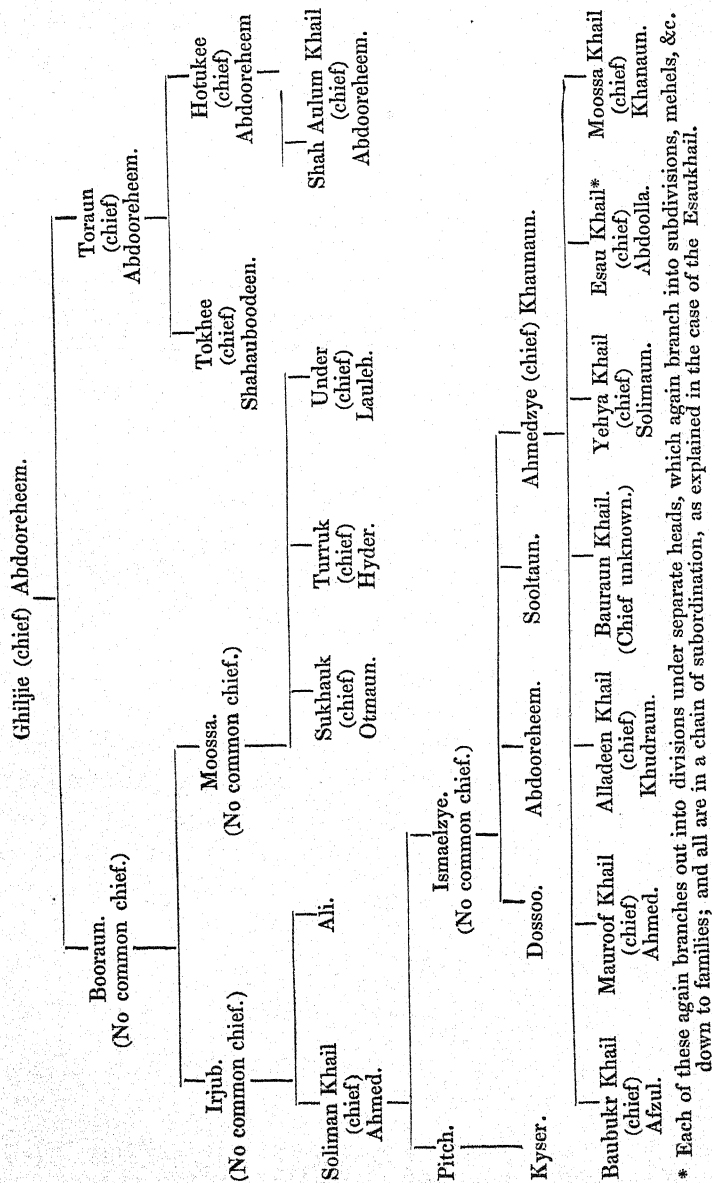 Ghiljie (chief) Abdooreheem.
Booraun.
(No common chief.)
Toraun
(chief)
Abdooreheem.
Irjub.
(No common chief.)
Moossa.
(No common chief.)
Tokhee
(chief)
Shahauboodeen.
Hotukee
(chief)
Abdooreheem
Soliman Khail
(chief)
Ahmed.
Ali.
Sukhauk
(chief)
Otmaun.
Turruk
(chief)
Hyder.
Under
(chief)
Lauleh.
Shah Aulum Khail
(chief)
Abdooreheem.
Pitch.
Ismaelzye.
(No common chief.)
Kyser.
Dossoo.
Abdooreheem.
Sooltaun.
Ahmedzye (chief) Khaunaun.
Baubukr Khail
(chief)
Afzul.
Mauroof Khail
(chief)
Ahmed.
Alladeen Khail
(chief)
Khudraun.
Bauraun Khail.
(Chief unknown.)
Yehya Khail
(chief)
Solimaun.
Esau Khail*
(chief)
Abdoolla.
Moossa Khail
(chief)
Khanaun.
* Each of these again branches out into divisions under separate heads, which again branch into subdivisions, mehels, &c.
down to families; and all are in a chain of subordination, as explained in the case of the Esaukhail.